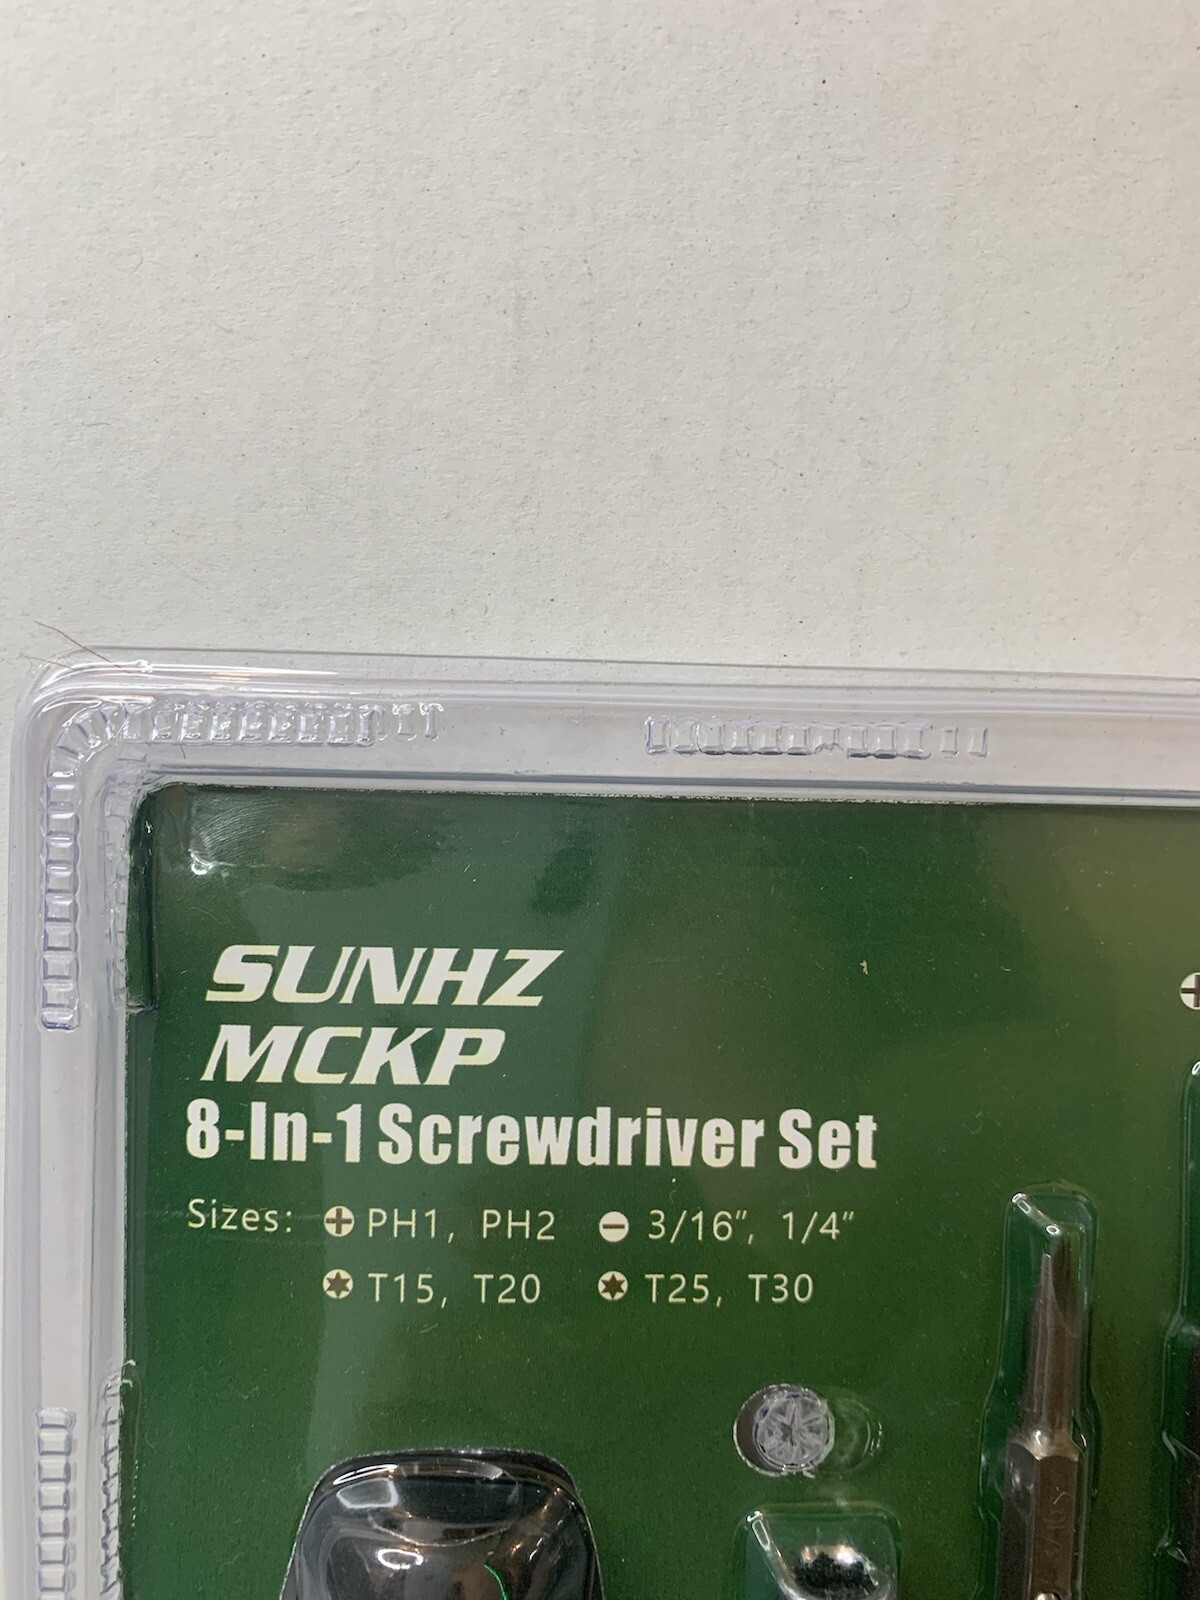 SUNHZ
MCKP
8-In-1 Screwdriver Set
Sizes: PH1, PH2 3/16", 1/4"
T15, T20 T25, T30